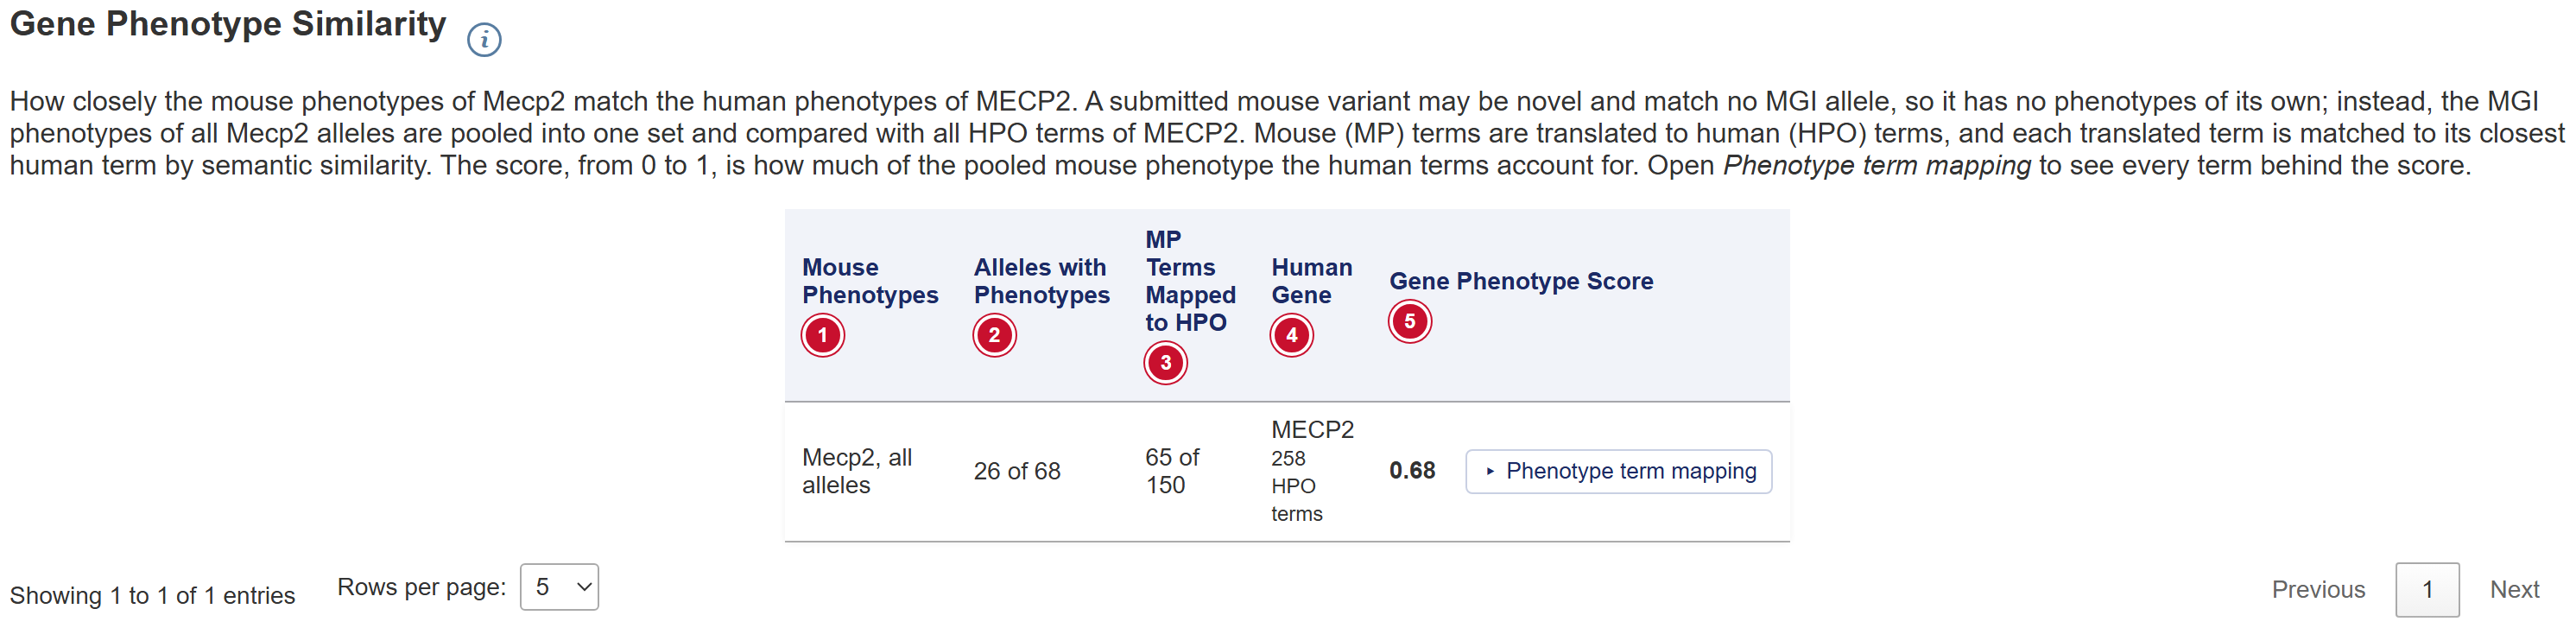 Gene Phenotype Similarity i
How closely the mouse phenotypes of Mecp2 match the human phenotypes of MECP2. A submitted mouse variant may be novel and match no MGI allele, so it has no phenotypes of its own; instead, the MGI
phenotypes of all Mecp2 alleles are pooled into one set and compared with all HPO terms of MECP2. Mouse (MP) terms are translated to human (HPO) terms, and each translated term is matched to its closest
human term by semantic similarity. The score, from 0 to 1, is how much of the pooled mouse phenotype the human terms account for. Open Phenotype term mapping to see every term behind the score.
Mouse
Phenotypes
1
Alleles with
Phenotypes
2
MP
Terms
Mapped
to HPO
3
Human
Gene
4
Gene Phenotype Score
5
Mecp2, all
alleles
26 of 68
65 of
150
MECP2
258
HPO
terms
0.68
Phenotype term mapping
Showing 1 to 1 of 1 entries
Rows per page: 5
Previous 1 Next